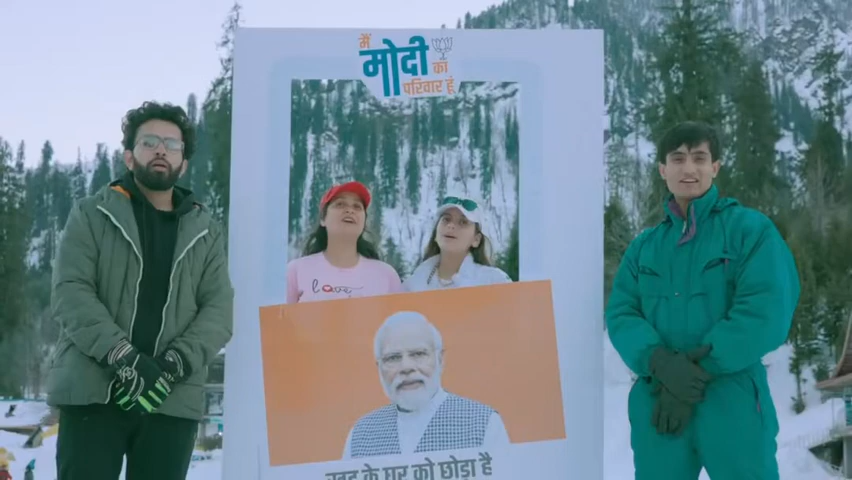 मैं
मोदी का
परिवार हूं
love
के घर को छोड़ा है